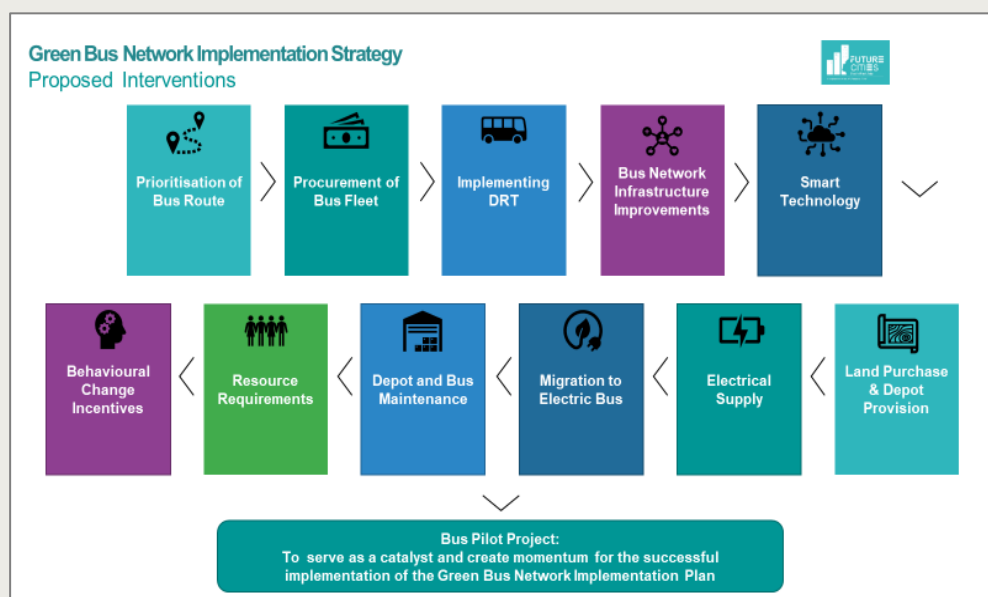 Green Bus Network Implementation Strategy
Proposed Interventions
FUTURE
CITIES
Prioritisation of
Bus Route
Procurement of
Bus Fleet
Implementing
DRT
Bus Network
Infrastructure
Improvements
Smart
Technology
Land Purchase
& Depot
Provision
Electrical
Supply
Migration to
Electric Bus
Depot and Bus
Maintenance
Resource
Requirements
Behavioural
Change
Incentives
Bus Pilot Project:
To serve as a catalyst and create momentum for the successful
implementation of the Green Bus Network Implementation Plan